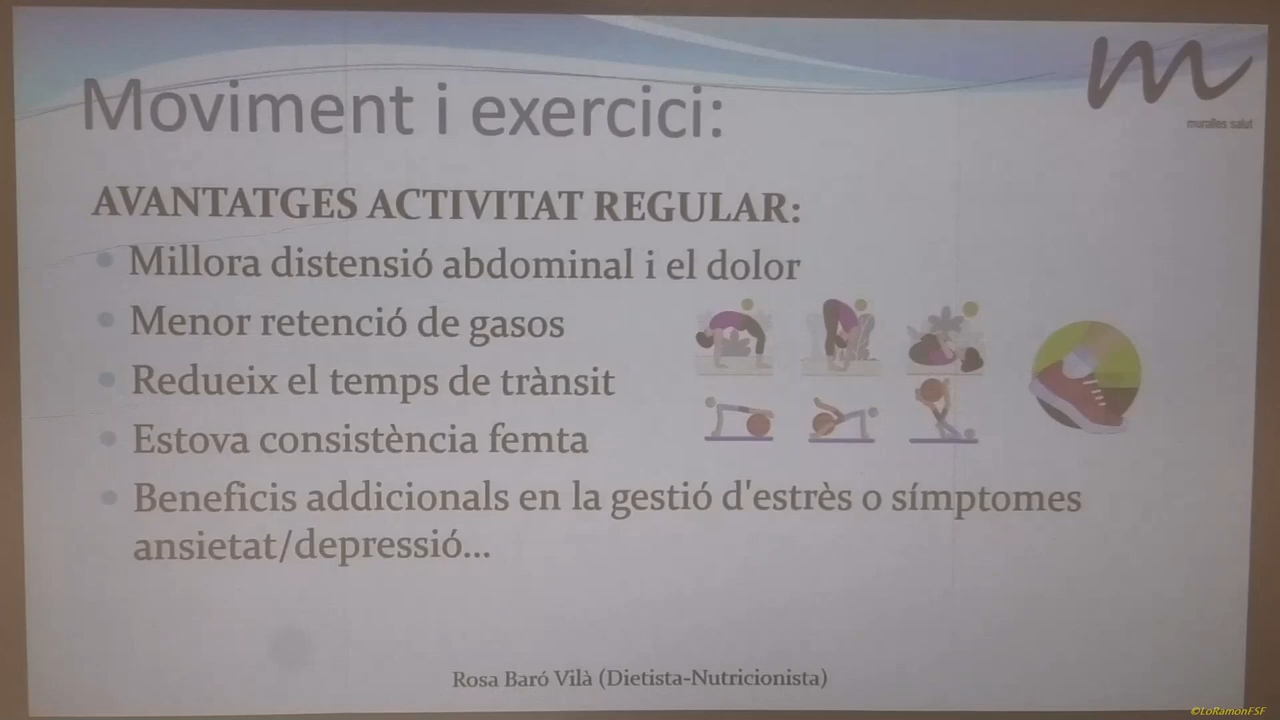 Moviment i exercici:
m
muralles salut
AVANTATGES ACTIVITAT REGULAR:
Millora distensió abdominal i el dolor
Menor retenció de gasos
Redueix el temps de trànsit
Estova consistència femta
Beneficis addicionals en la gestió d'estrès o símptomes
ansietat/depressió...
Rosa Baró Vilà (Dietista-Nutricionista)
©LoRamonFSF